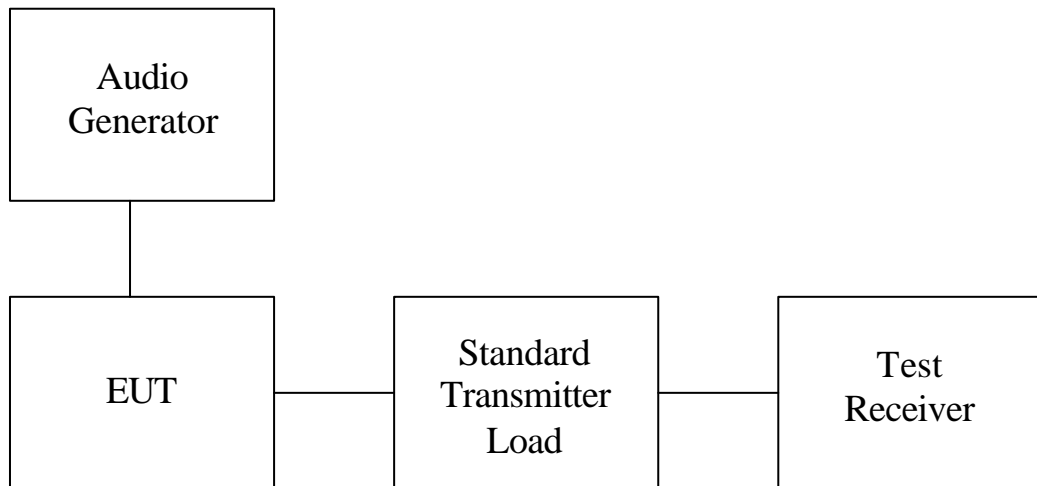 Audio
Generator
EUT
Standard
Transmitter
Load
Test
Receiver